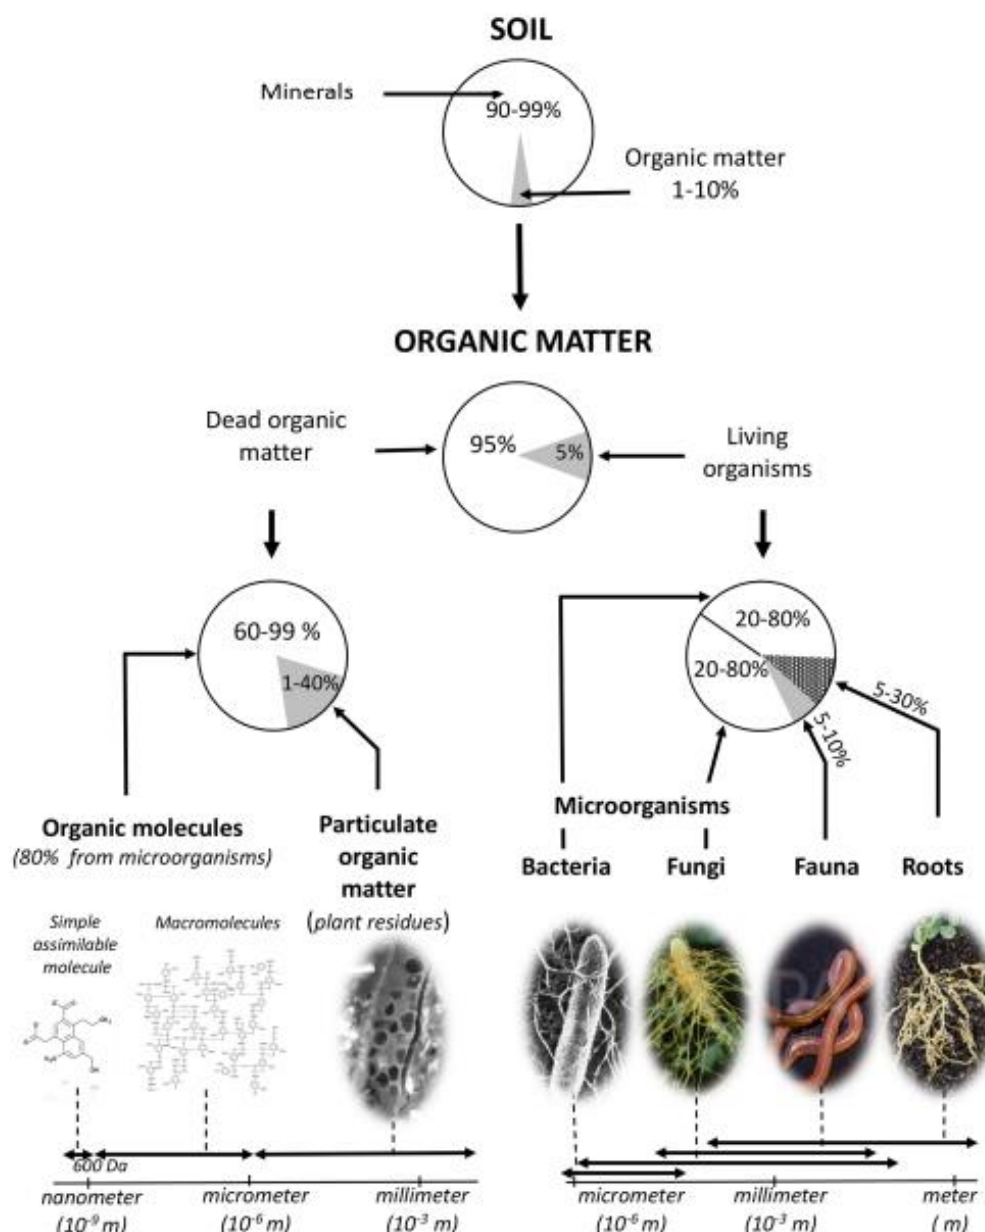 SOIL
Minerals
90-99%
Organic matter
1-10%
ORGANIC MATTER
Dead organic
matter
95%
5%
Living
organisms
60-99 %
1-40%
20-80%
20-80%
5-30%
5-10%
Organic molecules
(80% from microorganisms)
Particulate
organic
matter
(plant residues)
Microorganisms
Bacteria
Fungi
Fauna
Roots
Simple
assimilable
molecule
Macromolecules
600 Da
nanometer
(10⁻⁹ m)
micrometer
(10⁻⁶ m)
millimeter
(10⁻³ m)
micrometer
(10⁻⁶ m)
millimeter
(10⁻³ m)
meter
( m)